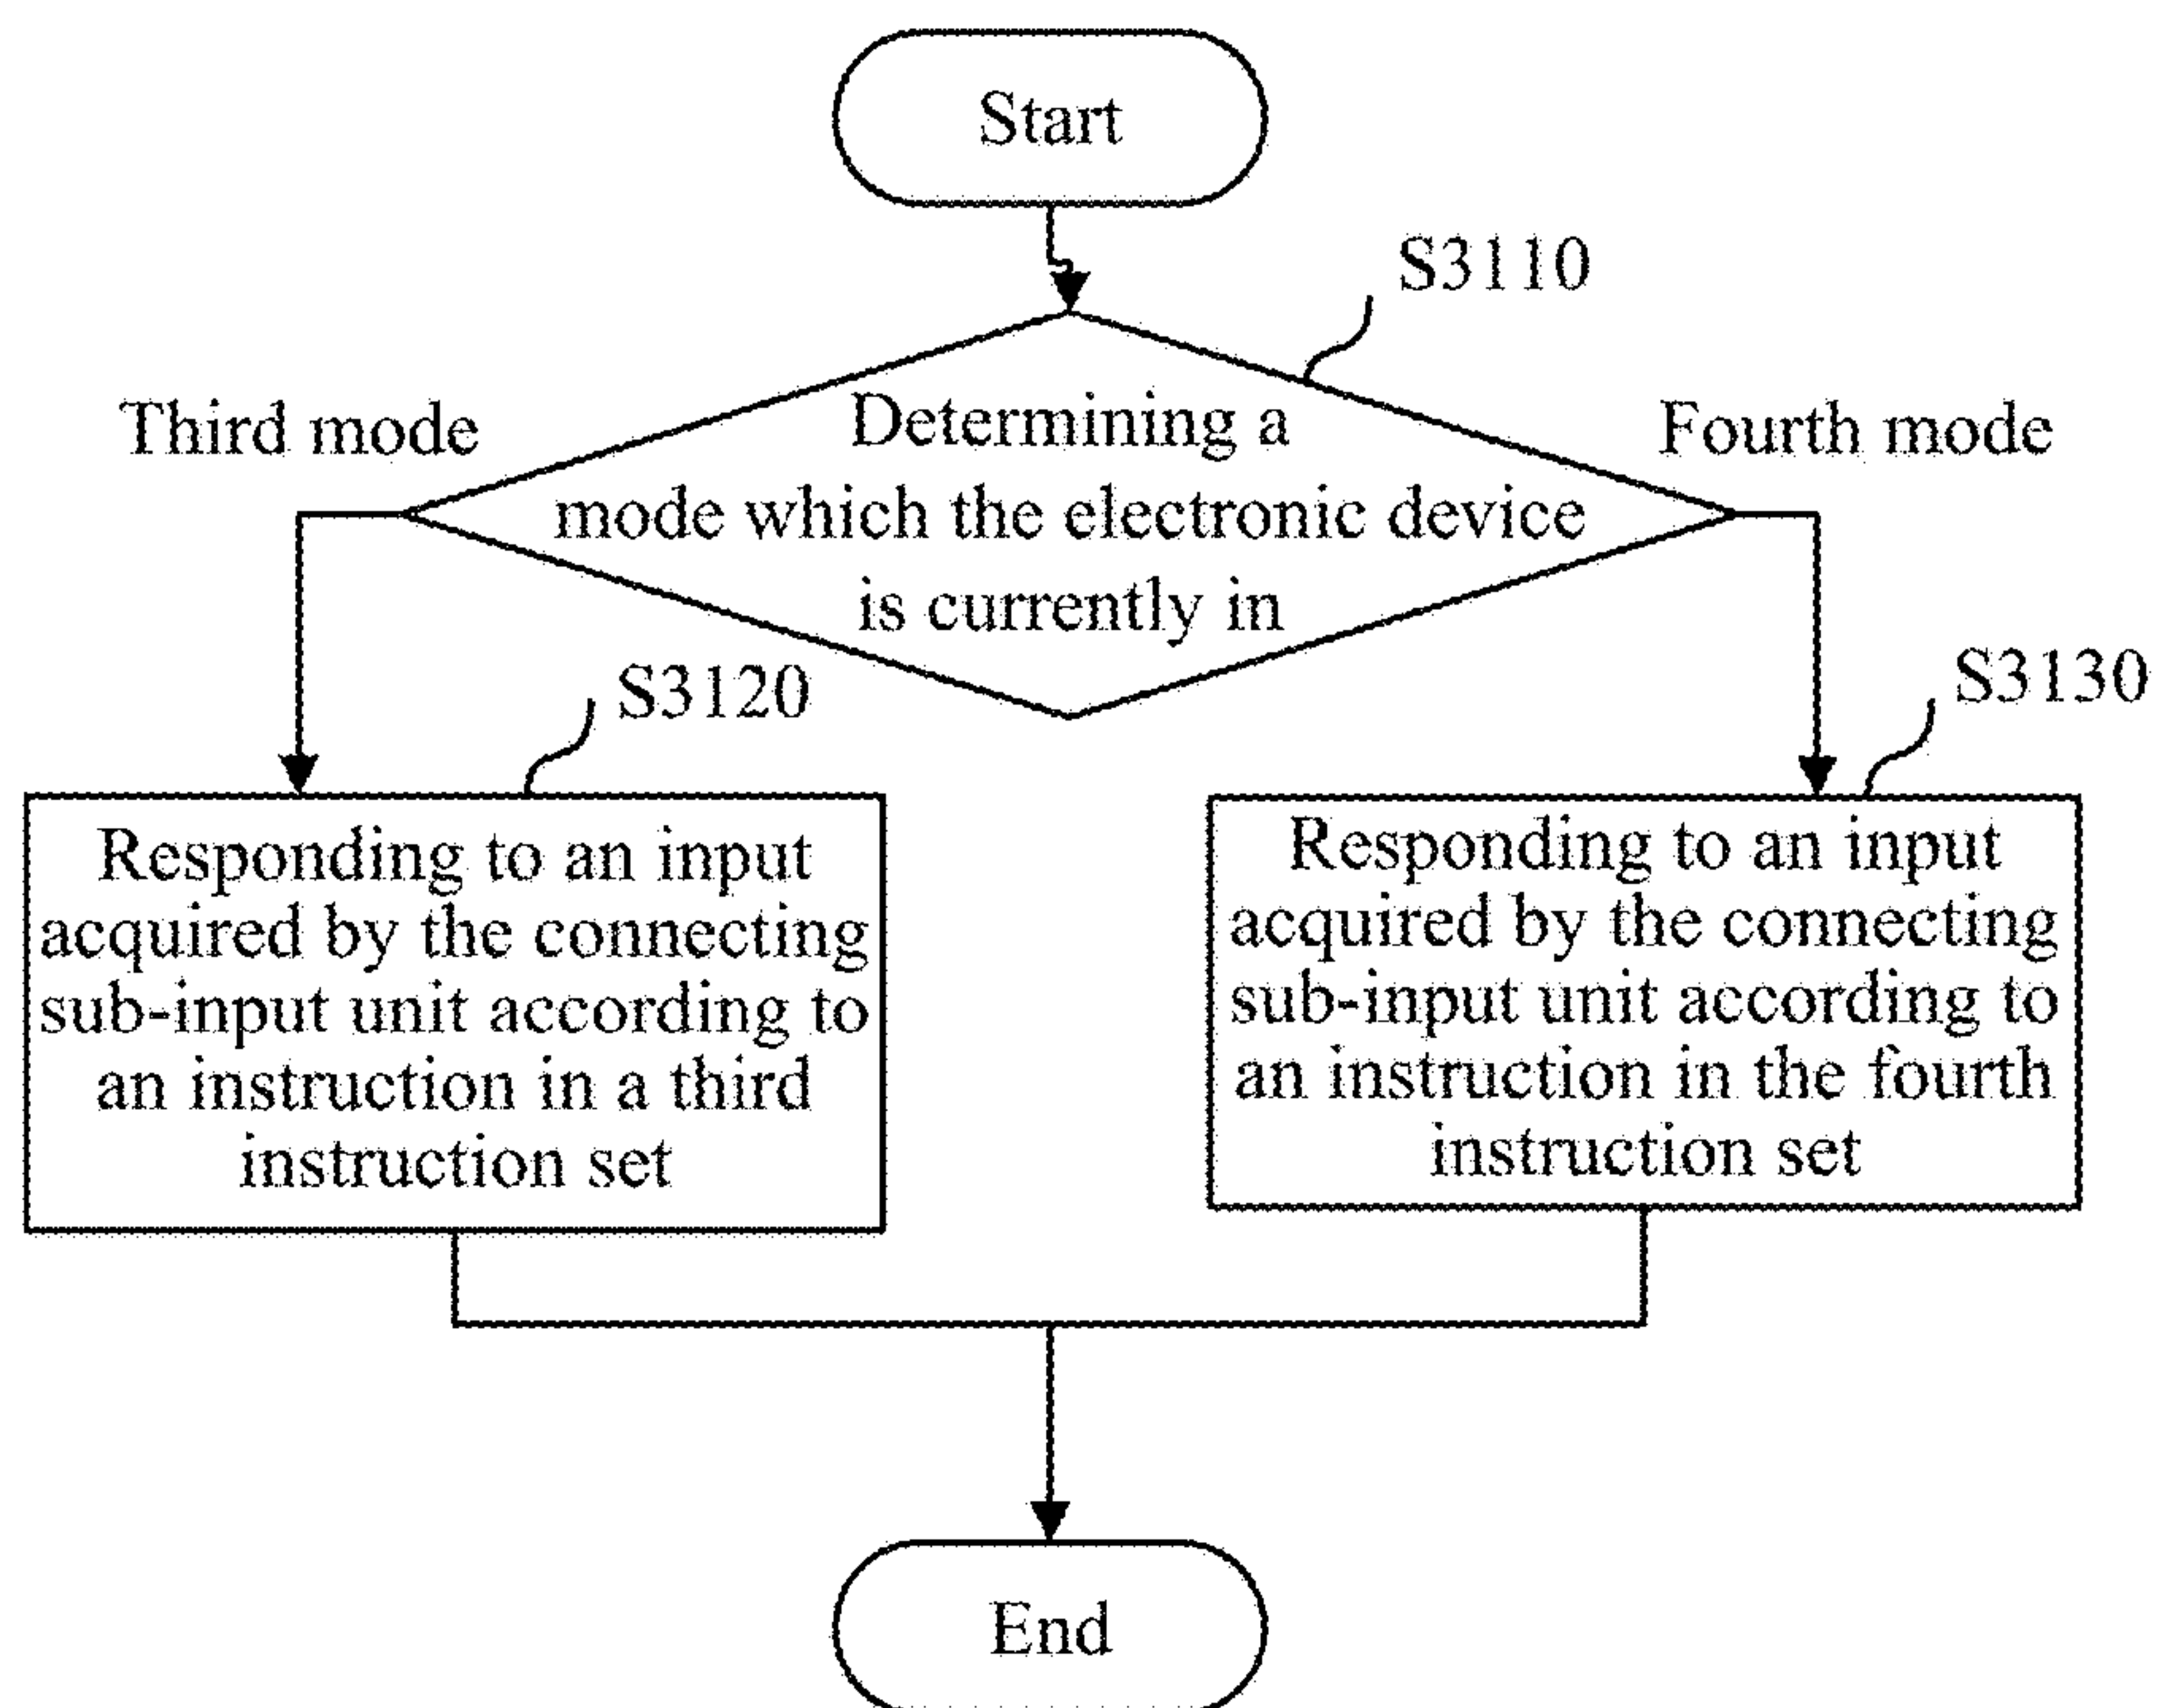 Start
S3110
Third mode
Fourth mode
Determining a
mode which the electronic device
is currently in
S3120
S3130
Responding to an input
acquired by the connecting
sub-input unit according to
an instruction in a third
instruction set
Responding to an input
acquired by the connecting
sub-input unit according to
an instruction in the fourth
instruction set
End